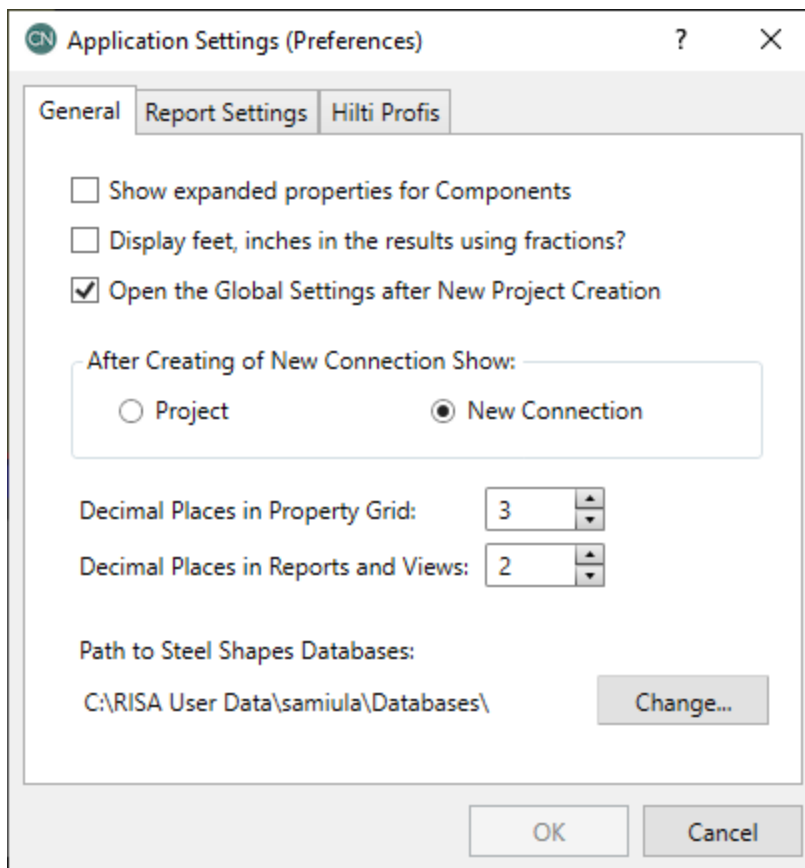 CN Application Settings (Preferences) ?
General Report Settings Hilti Profis
Show expanded properties for Components
Display feet, inches in the results using fractions?
Open the Global Settings after New Project Creation
After Creating of New Connection Show:
Project New Connection
Decimal Places in Property Grid: 3
Decimal Places in Reports and Views: 2
Path to Steel Shapes Databases:
C:\RISA User Data\samiula\Databases\ Change...
OK Cancel